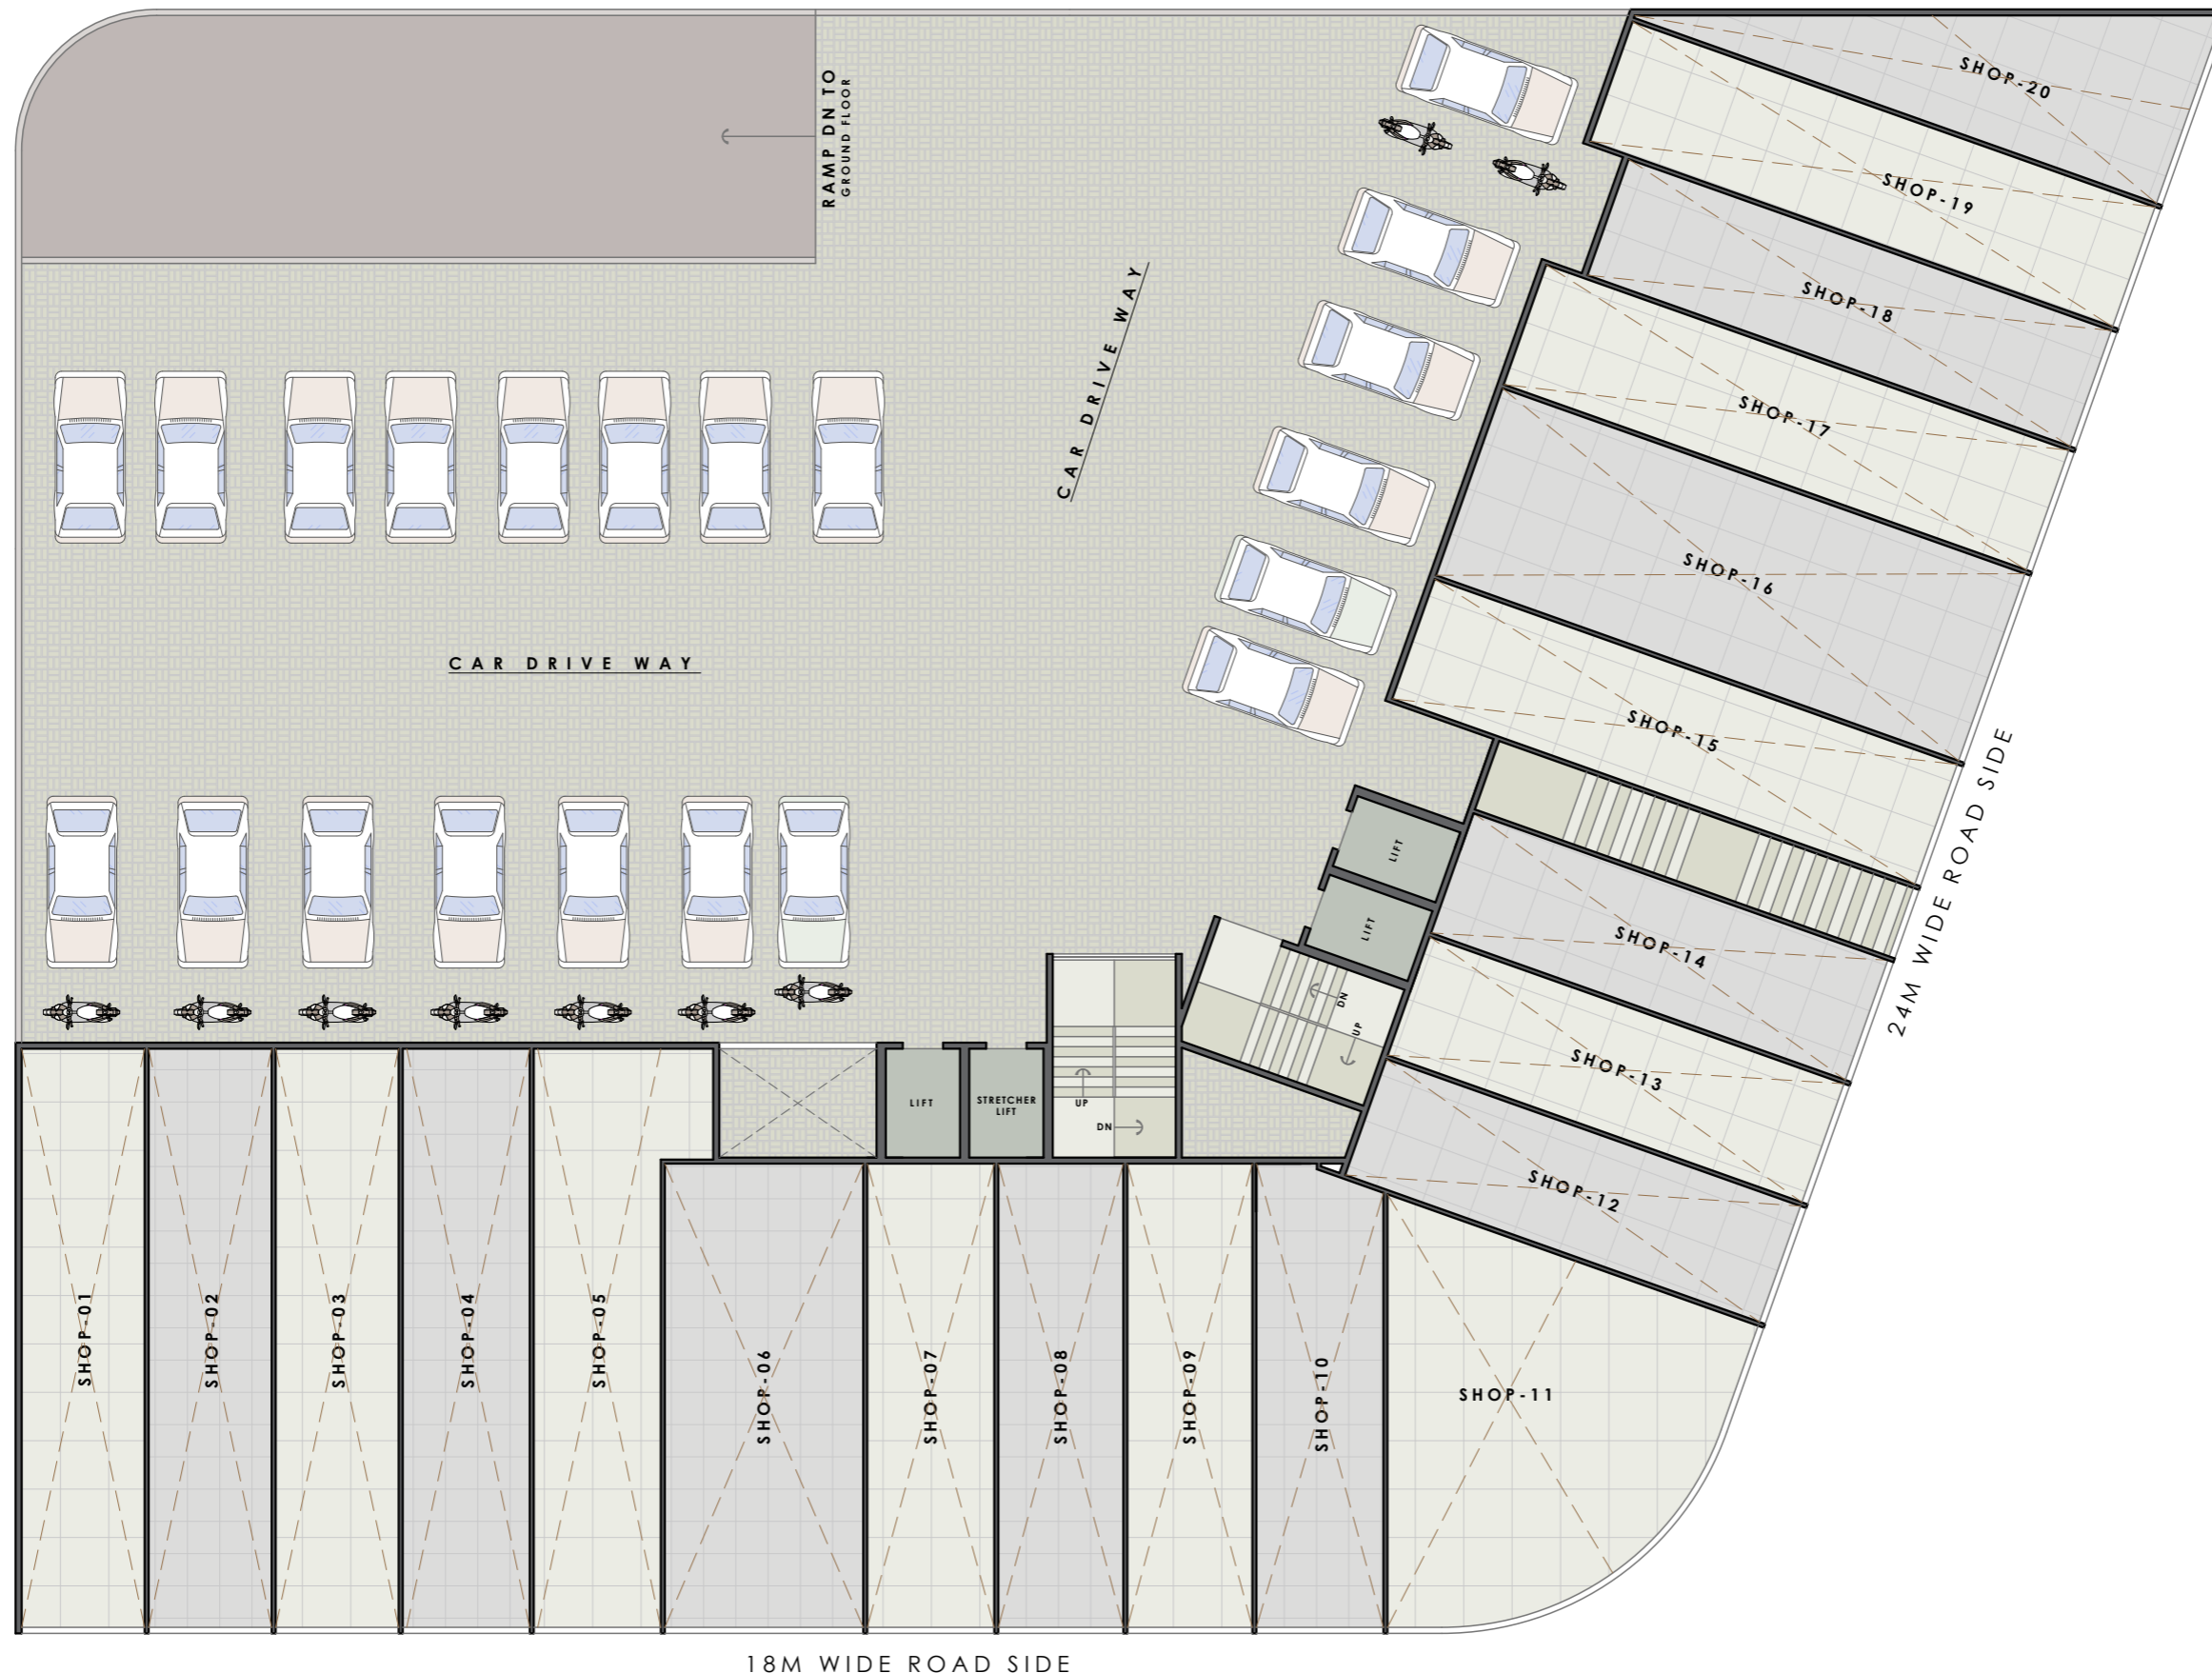 RAMP DN TO
GROUND FLOOR
CAR DRIVE WAY
CAR DRIVE WAY
SHOP-20
SHOP-19
SHOP-18
SHOP-17
SHOP-16
SHOP-15
SHOP-14
SHOP-13
SHOP-12
SHOP-11
24M WIDE ROAD SIDE
LIFT
LIFT
DN
UP
LIFT
STRETCHER
LIFT
UP
DN
SHOP-01
SHOP-02
SHOP-03
SHOP-04
SHOP-05
SHOP-06
SHOP-07
SHOP-08
SHOP-09
SHOP-10
18M WIDE ROAD SIDE